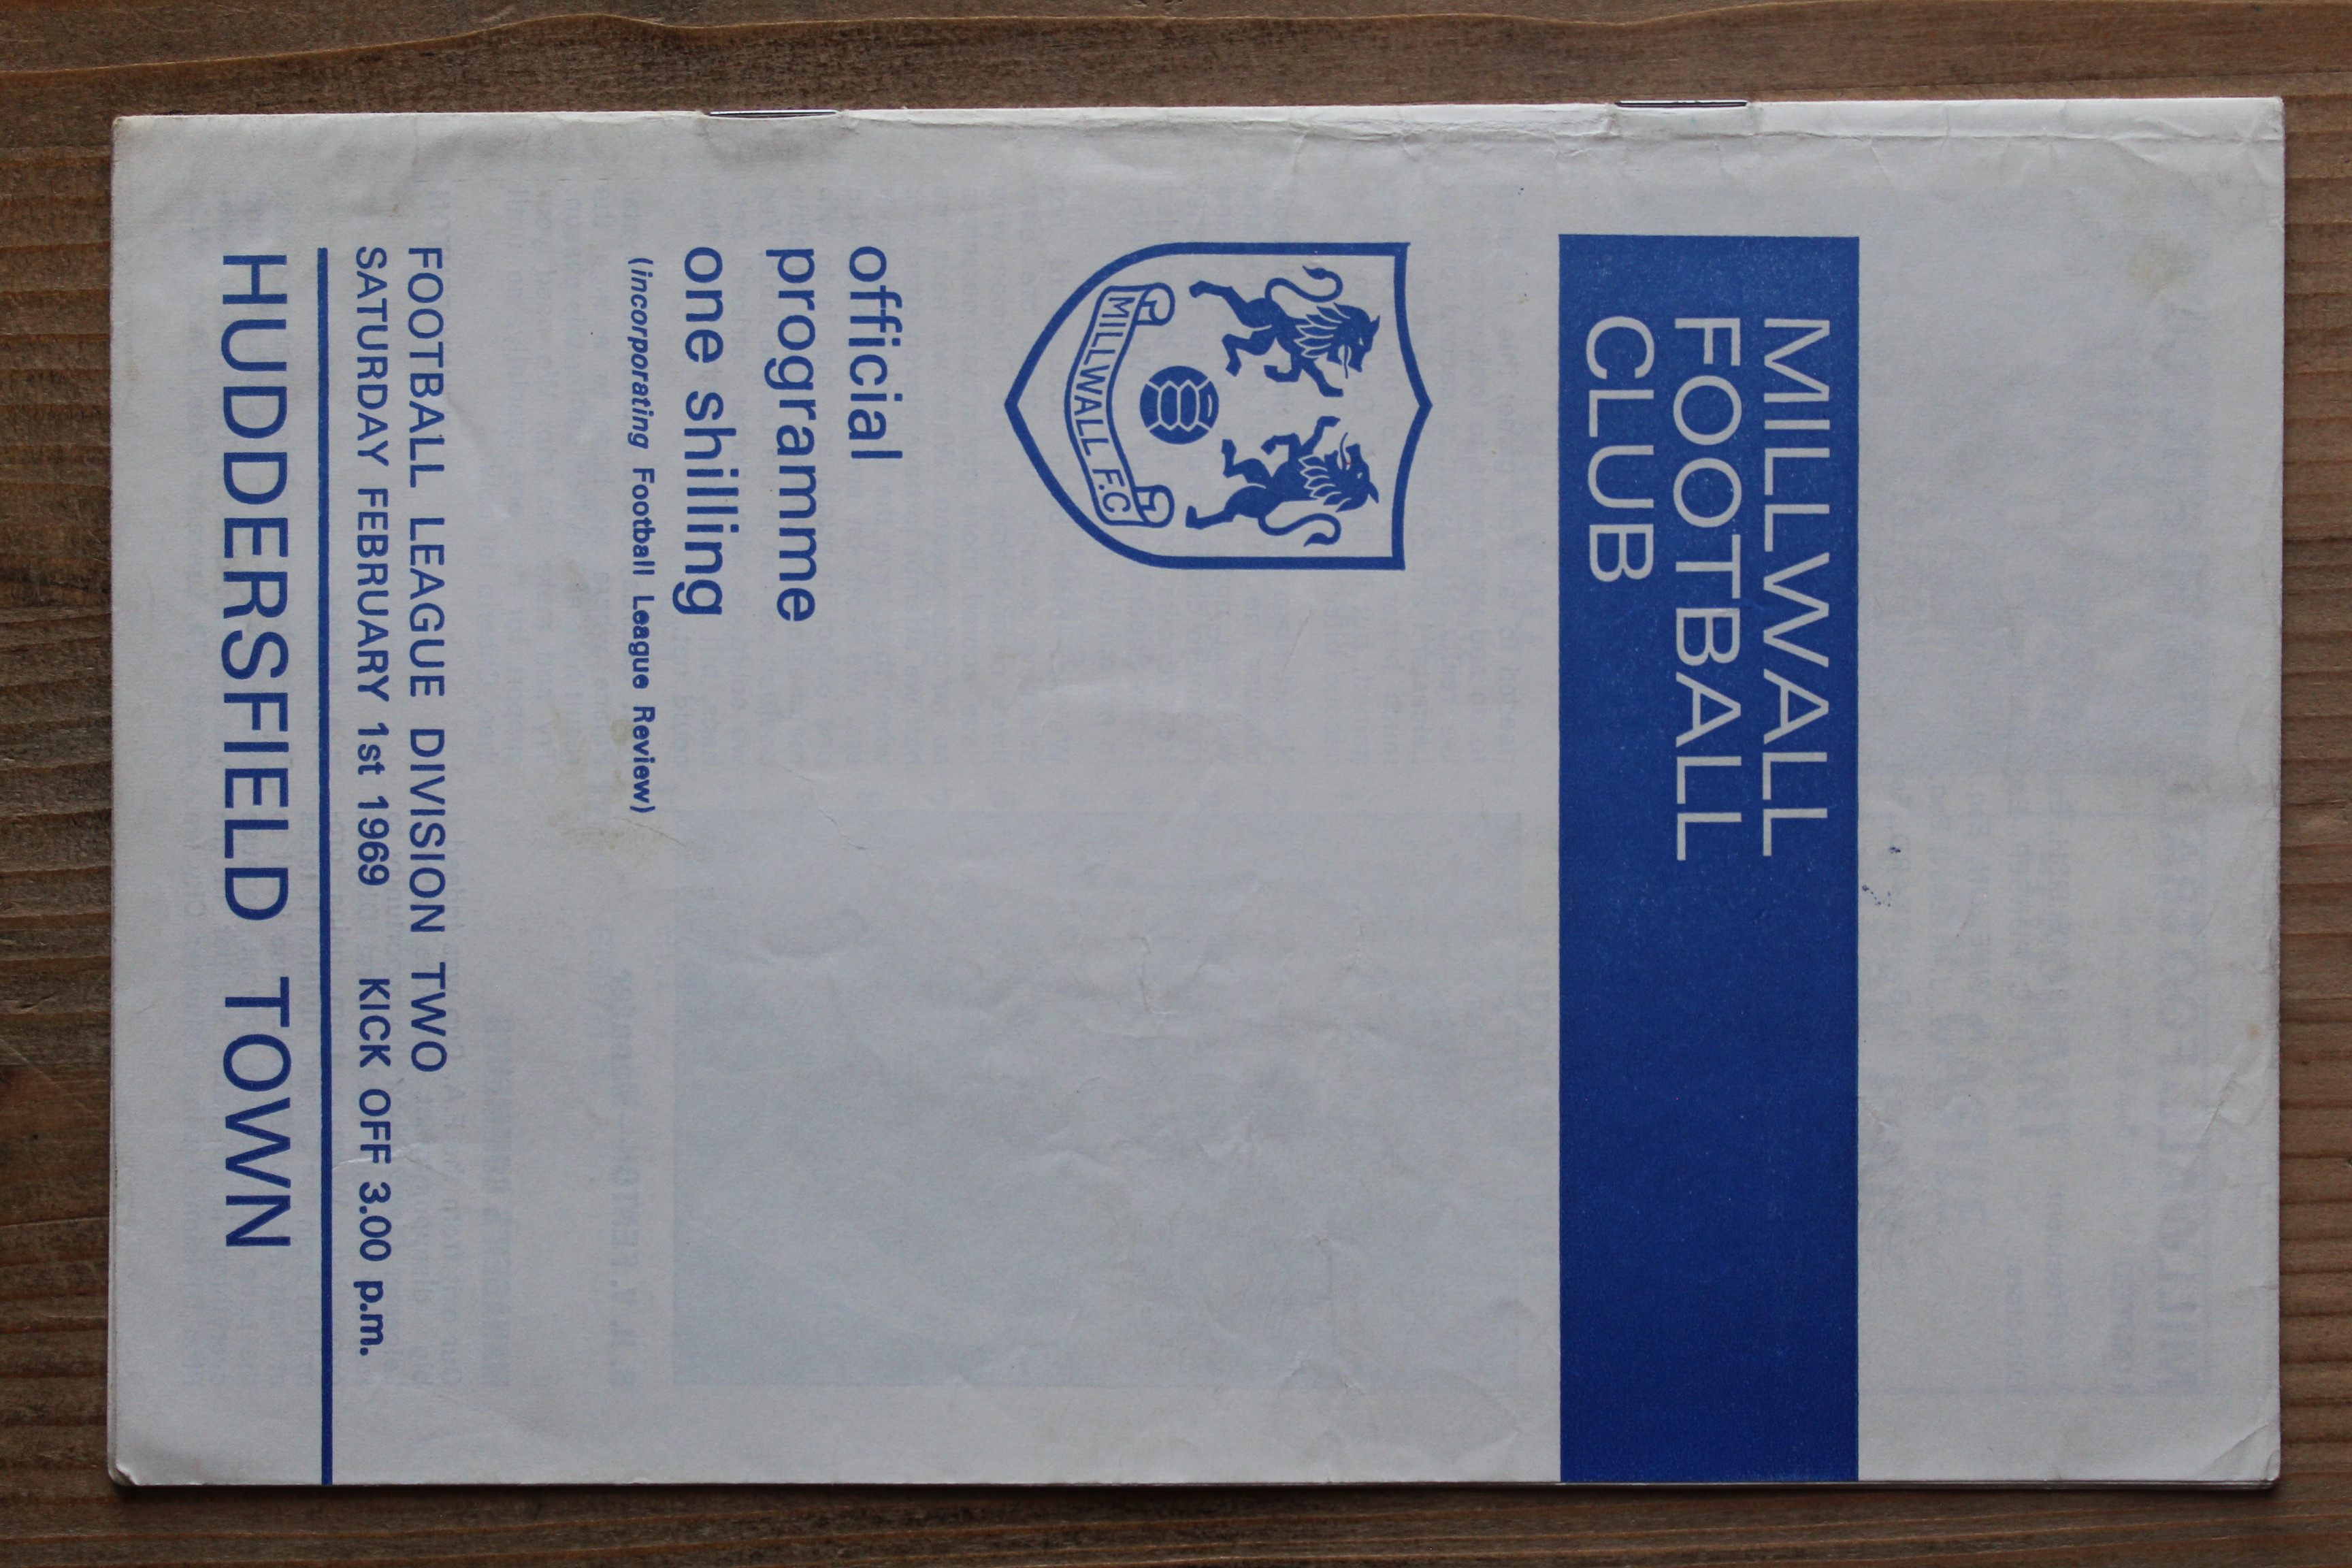 MILLWALL
FOOTBALL
CLUB
MILLWALL F.C
official
programme
one shilling
(incorporating Football League Review)
FOOTBALL LEAGUE DIVISION TWO
SATURDAY FEBRUARY 1st 1969 KICK OFF 3.00 p.m.
HUDDERSFIELD TOWN